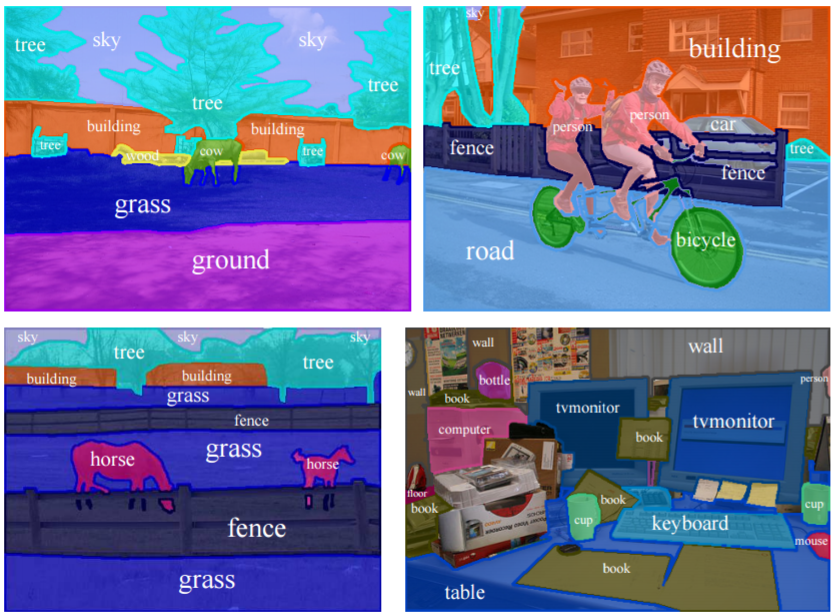 tree
sky
sky
tree
tree
building
building
tree
wood
cow
tree
cow
grass
ground
sky
building
tree
person
person
car
fence
tree
fence
road
bicycle
sky
sky
sky
tree
tree
building
building
grass
fence
grass
horse
horse
fence
grass
wall
wall
bottle
person
wall
book
tvmonitor
tvmonitor
computer
book
floor
book
book
cup
cup
keyboard
mouse
book
table